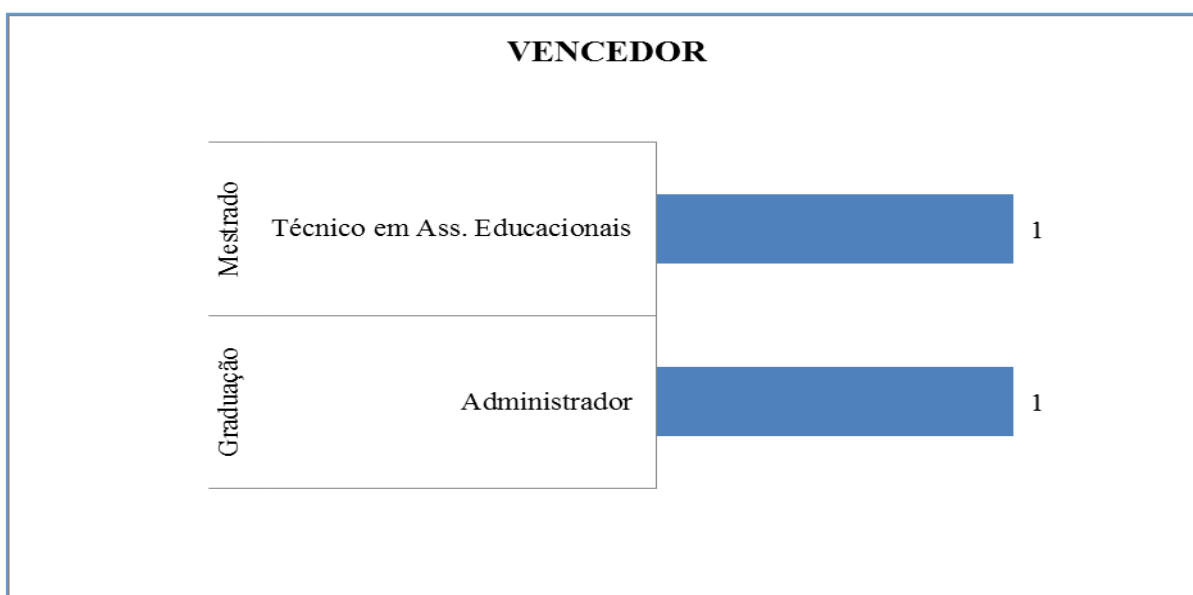 VENCEDOR
Mestrado
Técnico em Ass. Educacionais
1
Graduação
Administrador
1